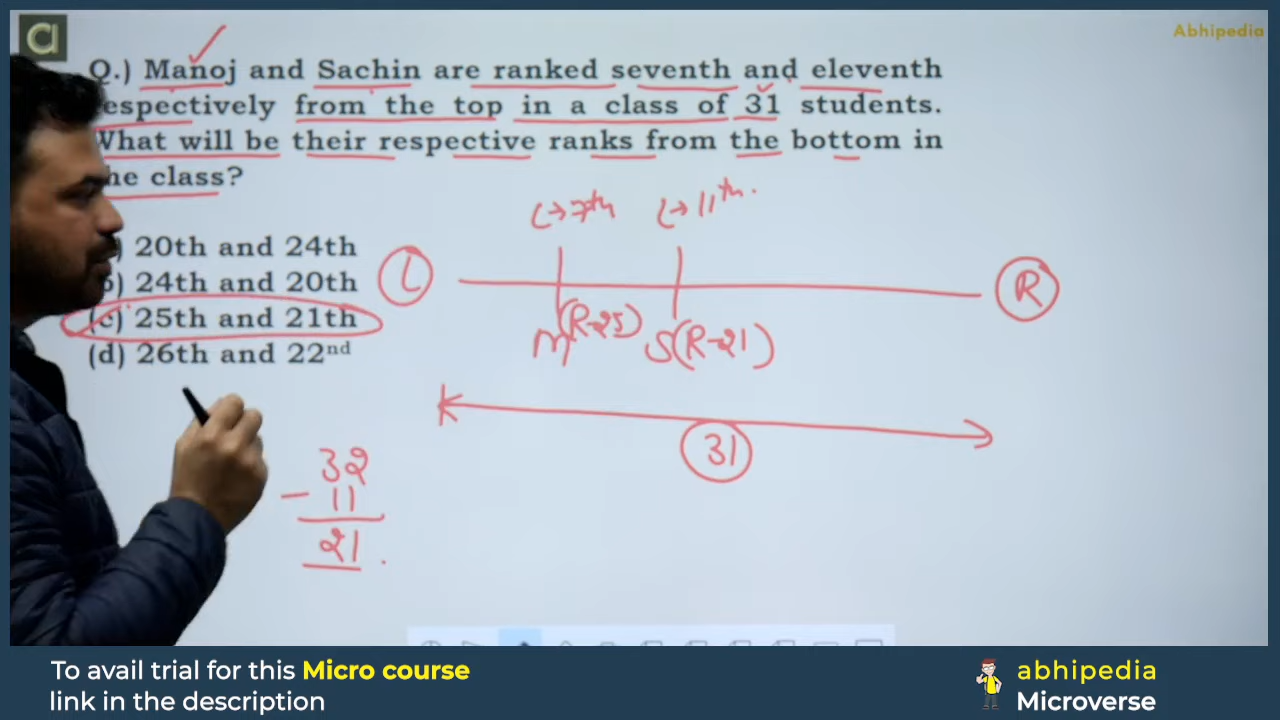 Abhipedia
Q.) Manoj and Sachin are ranked seventh and eleventh
respectively from the top in a class of 31 students.
What will be their respective ranks from the bottom in
the class?
20th and 24th
b) 24th and 20th
(c) 25th and 21th
(d) 26th and 22nd
L→7th L→11th.
L R
M(R-25) S(R-21)
31
32
- 11
21
To avail trial for this Micro course
link in the description
abhipedia
Microverse